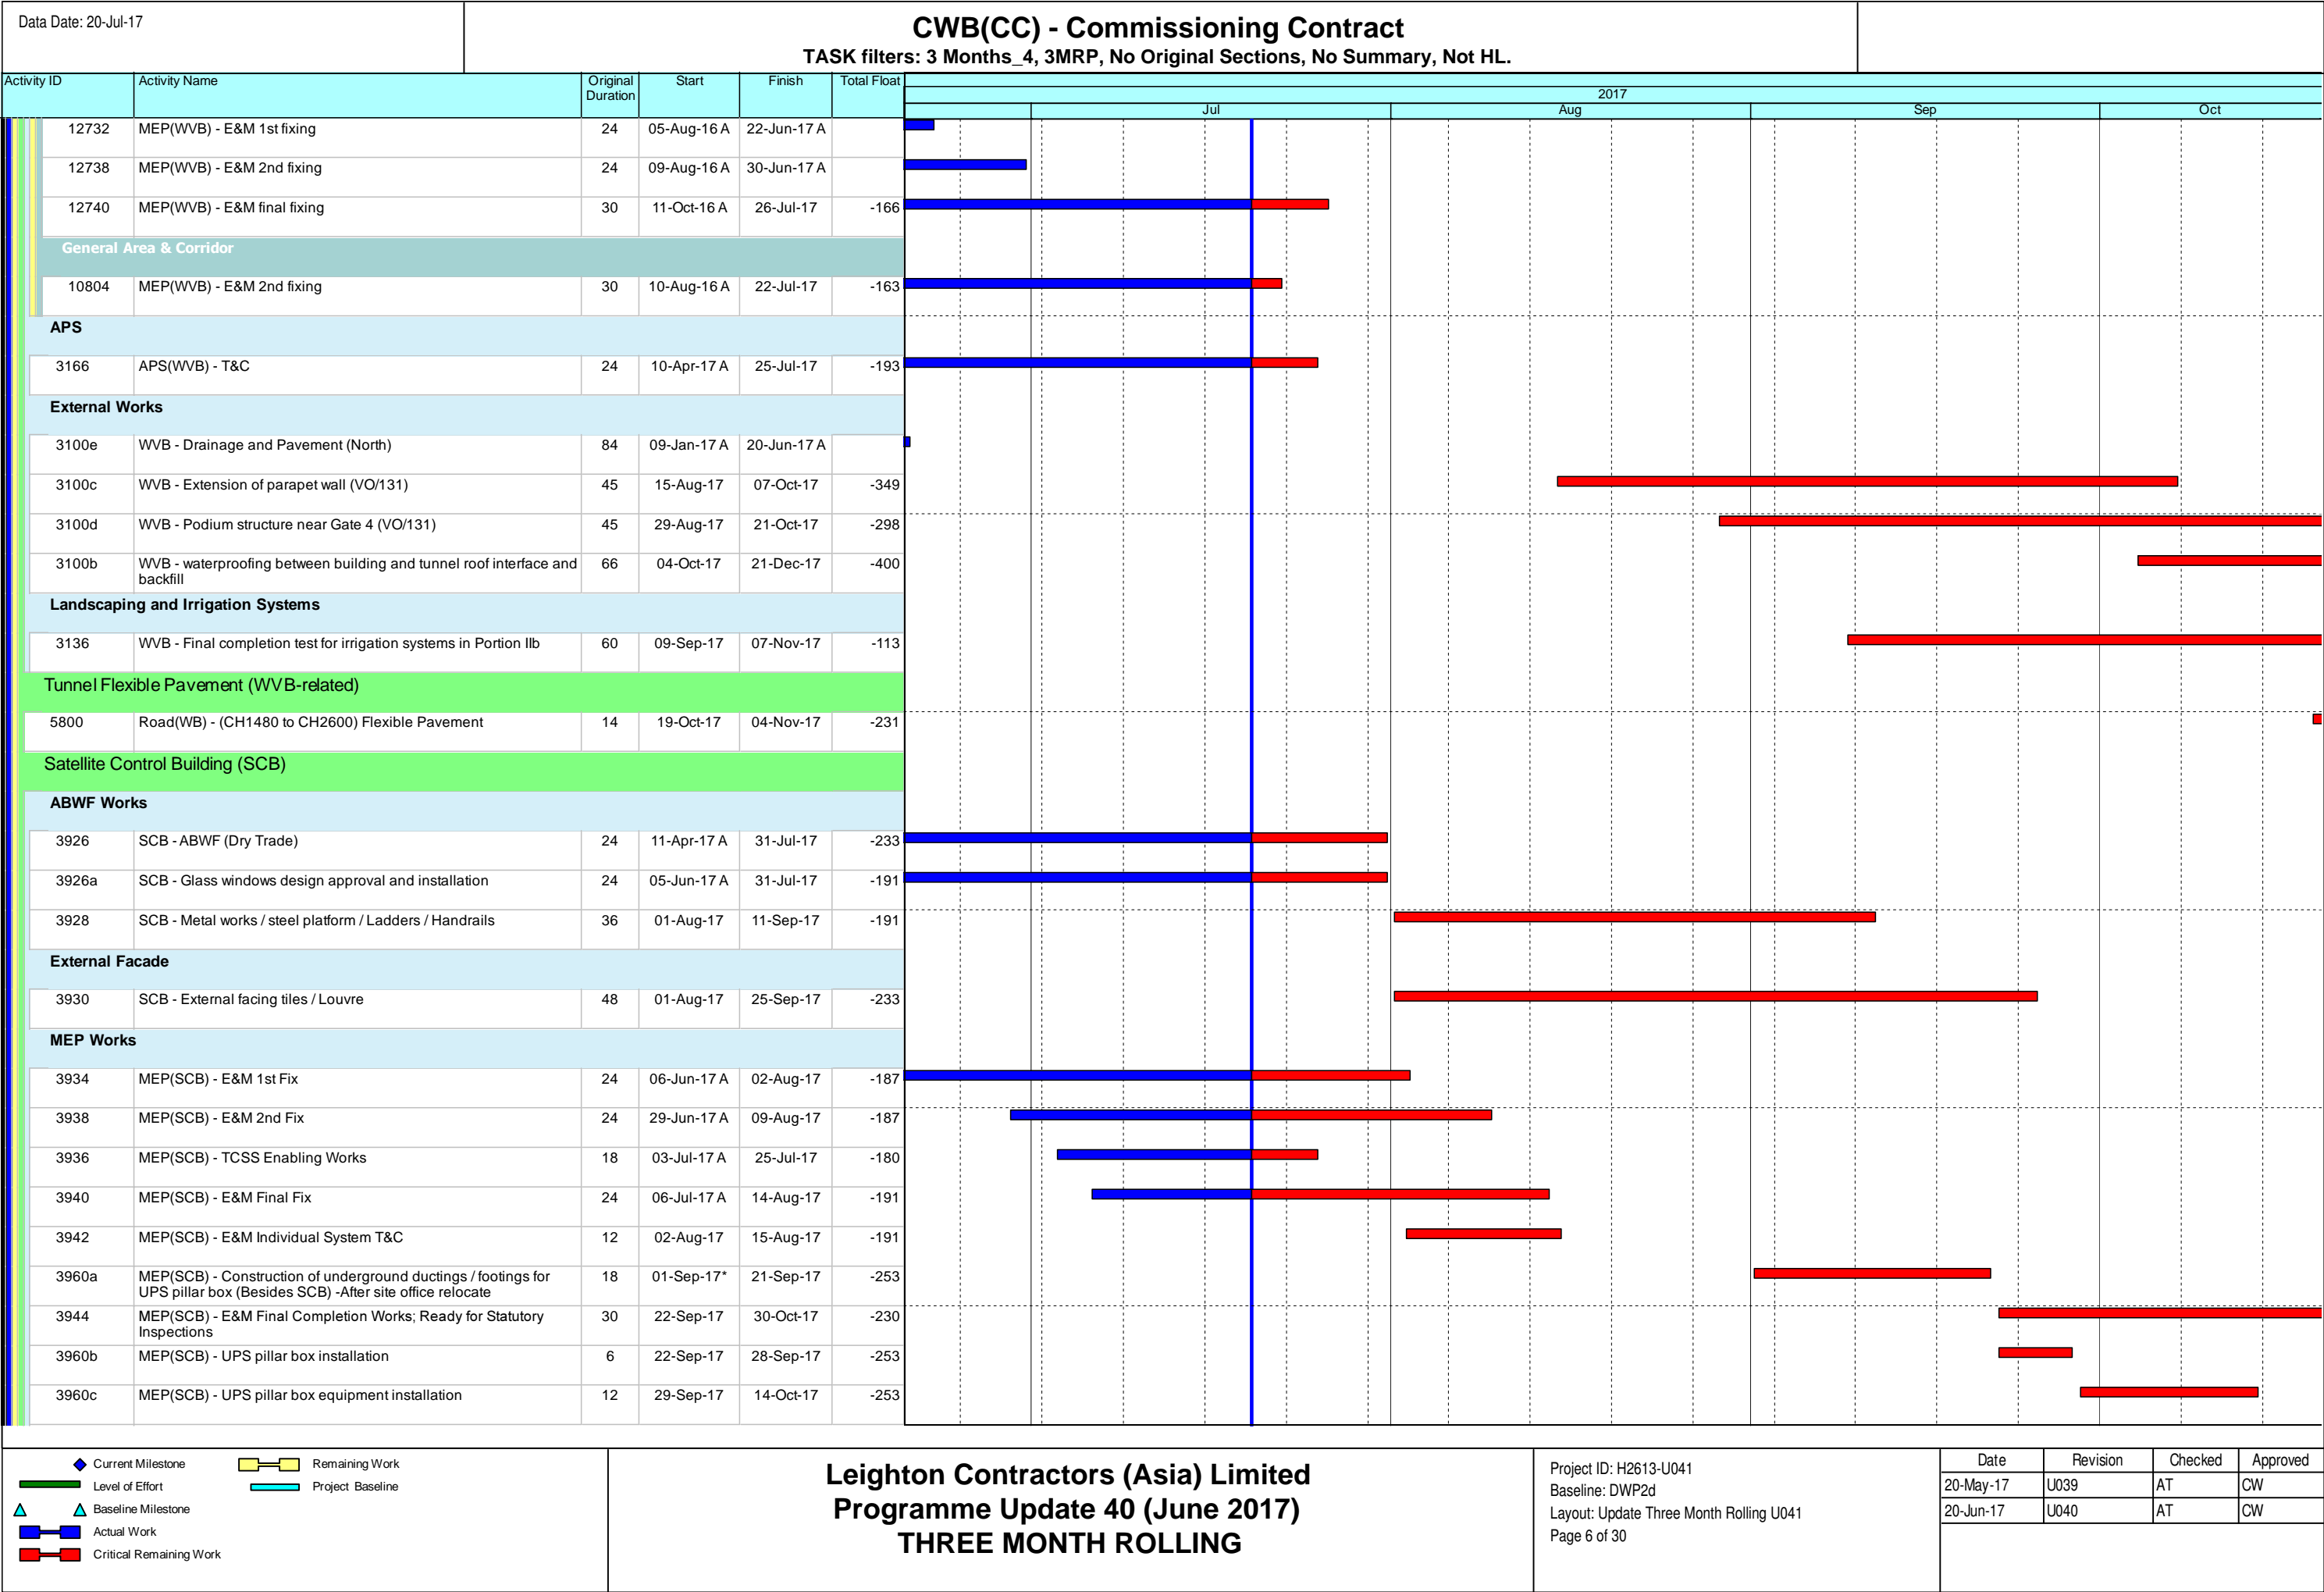 Data Date: 20-Jul-17
CWB(CC) - Commissioning Contract
TASK filters: 3 Months_4, 3MRP, No Original Sections, No Summary, Not HL.
Activity ID Activity Name Original Duration Start Finish Total Float
2017
Jul Aug Sep Oct
12732 MEP(WVB) - E&M 1st fixing 24 05-Aug-16 A 22-Jun-17 A
12738 MEP(WVB) - E&M 2nd fixing 24 09-Aug-16 A 30-Jun-17 A
12740 MEP(WVB) - E&M final fixing 30 11-Oct-16 A 26-Jul-17 -166
General Area & Corridor
10804 MEP(WVB) - E&M 2nd fixing 30 10-Aug-16 A 22-Jul-17 -163
APS
3166 APS(WVB) - T&C 24 10-Apr-17 A 25-Jul-17 -193
External Works
3100e WVB - Drainage and Pavement (North) 84 09-Jan-17 A 20-Jun-17 A
3100c WVB - Extension of parapet wall (VO/131) 45 15-Aug-17 07-Oct-17 -349
3100d WVB - Podium structure near Gate 4 (VO/131) 45 29-Aug-17 21-Oct-17 -298
3100b WVB - waterproofing between building and tunnel roof interface and 66 04-Oct-17 21-Dec-17 -400
backfill
Landscaping and Irrigation Systems
3136 WVB - Final completion test for irrigation systems in Portion IIb 60 09-Sep-17 07-Nov-17 -113
Tunnel Flexible Pavement (WVB-related)
5800 Road(WB) - (CH1480 to CH2600) Flexible Pavement 14 19-Oct-17 04-Nov-17 -231
Satellite Control Building (SCB)
ABWF Works
3926 SCB - ABWF (Dry Trade) 24 11-Apr-17 A 31-Jul-17 -233
3926a SCB - Glass windows design approval and installation 24 05-Jun-17 A 31-Jul-17 -191
3928 SCB - Metal works / steel platform / Ladders / Handrails 36 01-Aug-17 11-Sep-17 -191
External Facade
3930 SCB - External facing tiles / Louvre 48 01-Aug-17 25-Sep-17 -233
MEP Works
3934 MEP(SCB) - E&M 1st Fix 24 06-Jun-17 A 02-Aug-17 -187
3938 MEP(SCB) - E&M 2nd Fix 24 29-Jun-17 A 09-Aug-17 -187
3936 MEP(SCB) - TCSS Enabling Works 18 03-Jul-17 A 25-Jul-17 -180
3940 MEP(SCB) - E&M Final Fix 24 06-Jul-17 A 14-Aug-17 -191
3942 MEP(SCB) - E&M Individual System T&C 12 02-Aug-17 15-Aug-17 -191
3960a MEP(SCB) - Construction of underground ductings / footings for 18 01-Sep-17* 21-Sep-17 -253
UPS pillar box (Besides SCB) -After site office relocate
3944 MEP(SCB) - E&M Final Completion Works; Ready for Statutory 30 22-Sep-17 30-Oct-17 -230
Inspections
3960b MEP(SCB) - UPS pillar box installation 6 22-Sep-17 28-Sep-17 -253
3960c MEP(SCB) - UPS pillar box equipment installation 12 29-Sep-17 14-Oct-17 -253
Current Milestone
Level of Effort
Baseline Milestone
Actual Work
Critical Remaining Work
Remaining Work
Project Baseline
Leighton Contractors (Asia) Limited
Programme Update 40 (June 2017)
THREE MONTH ROLLING
Project ID: H2613-U041
Baseline: DWP2d
Layout: Update Three Month Rolling U041
Page 6 of 30
Date Revision Checked Approved
20-May-17 U039 AT CW
20-Jun-17 U040 AT CW